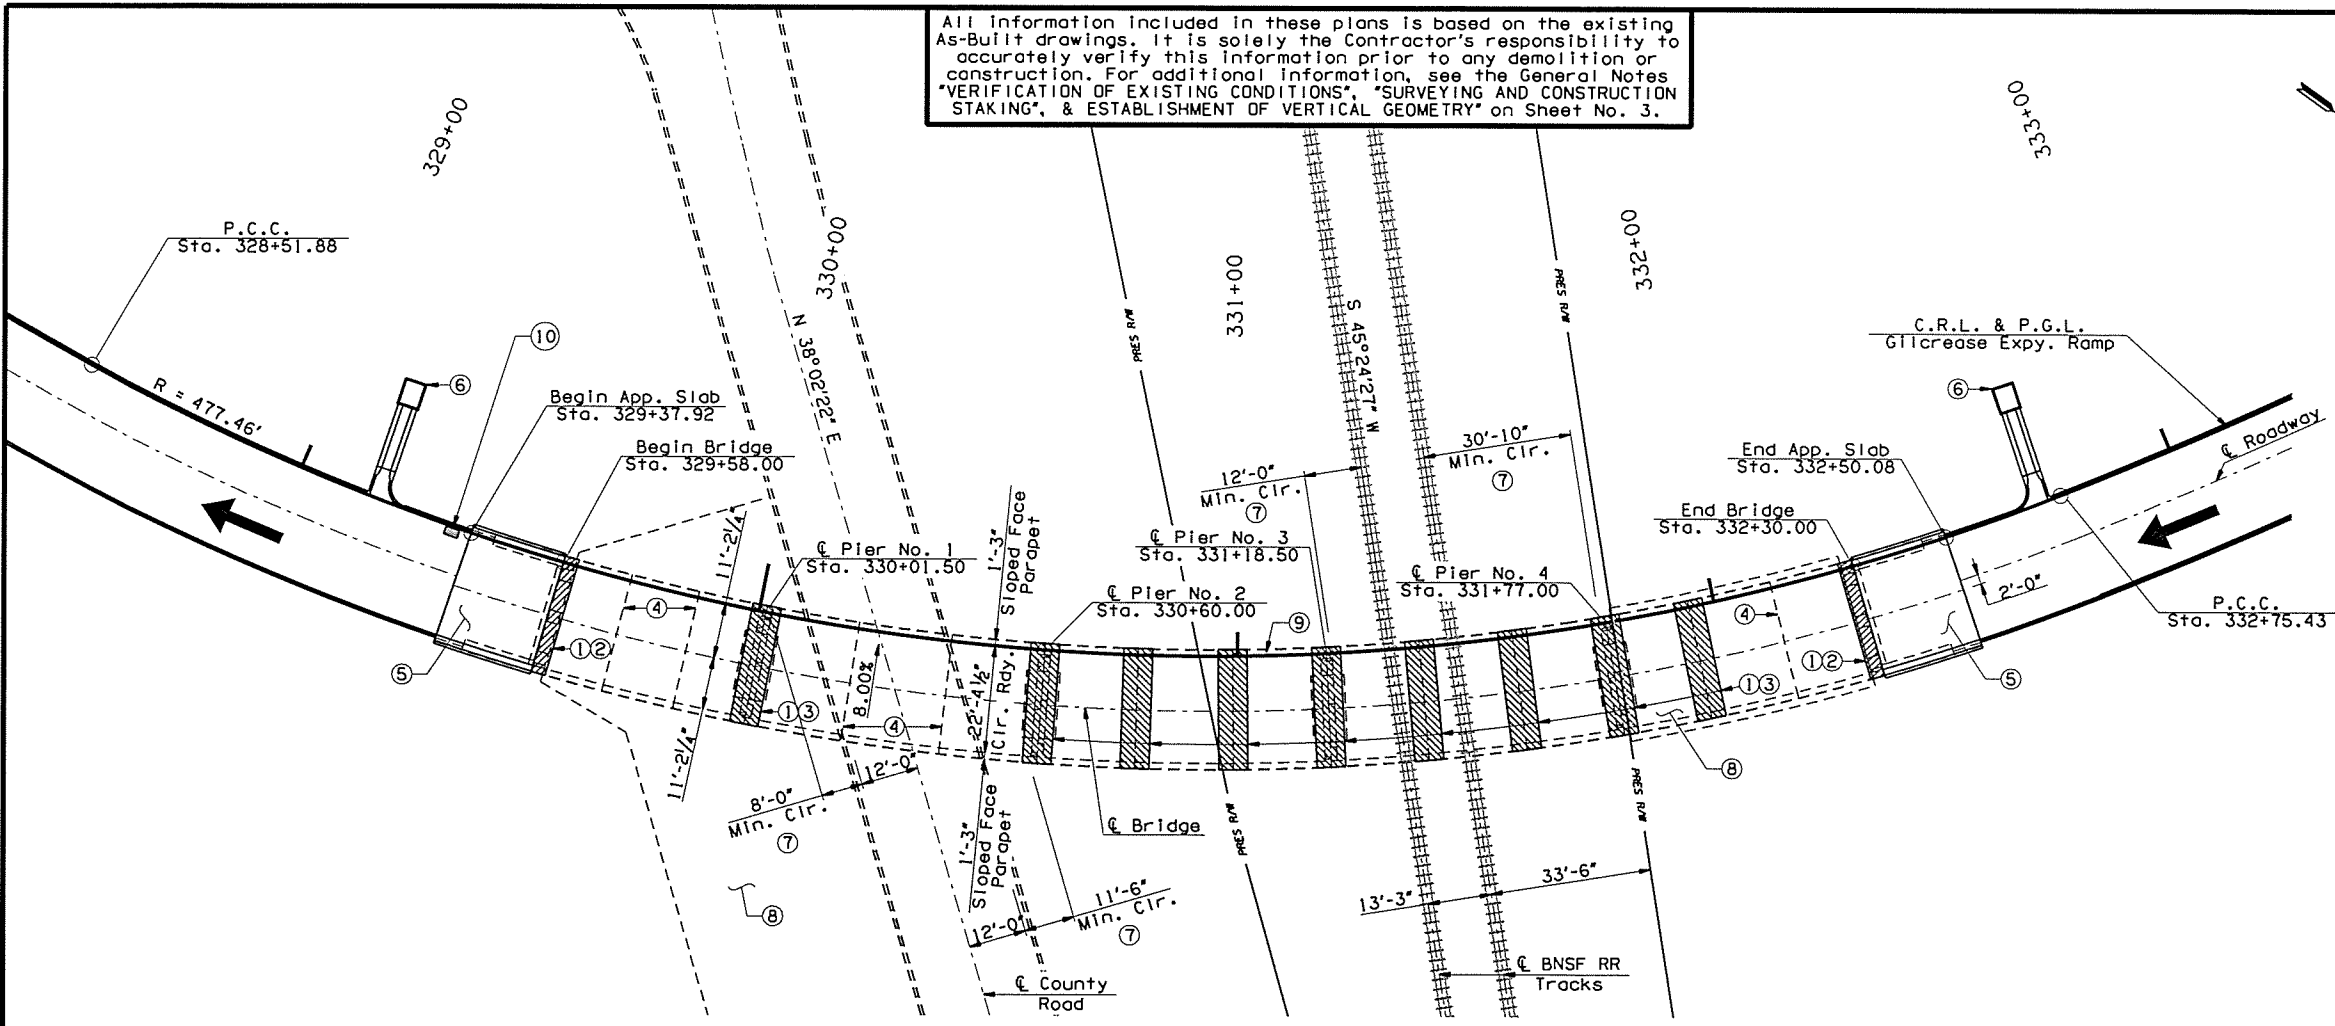 All information included in these plans is based on the existing
As-Built drawings. It is solely the Contractor's responsibility to
accurately verify this information prior to any demolition or
construction. For additional information, see the General Notes
"VERIFICATION OF EXISTING CONDITIONS", "SURVEYING AND CONSTRUCTION
STAKING", & ESTABLISHMENT OF VERTICAL GEOMETRY" on Sheet No. 3.
329+00
330+00
331+00
332+00
333+00
P.C.C.
Sta. 328+51.88
R = 477.46'
10
6
Begin App. Slab
Sta. 329+37.92
Begin Bridge
Sta. 329+58.00
N 38°02'22" E
PRES R/W
S 45°24'27" W
PRES R/W
C.R.L. & P.G.L.
Gilcrease Expy. Ramp
6
℄ Roadway
30'-10"
Min. Clr.
7
12'-0"
Min. Clr.
7
End App. Slab
Sta. 332+50.08
End Bridge
Sta. 332+30.00
11'-2¼"
11'-2¼"
℄ Pier No. 1
Sta. 330+01.50
1'-3"
Sloped Face
Parapet
℄ Pier No. 3
Sta. 331+18.50
℄ Pier No. 2
Sta. 330+60.00
℄ Pier No. 4
Sta. 331+77.00
2'-0"
P.C.C.
Sta. 332+75.43
4
9
4
1 2
5
1 3
8.00%
4
22'-4½"
Clr. Rdy.
1 2
1 3
5
8
12'-0"
8'-0"
Min. Clr.
7
1'-3"
Sloped Face
Parapet
℄ Bridge
PRES R/W
PRES R/W
8
12'-0"
11'-6"
Min. Clr.
7
13'-3"
33'-6"
℄ County
Road
℄ BNSF RR
Tracks